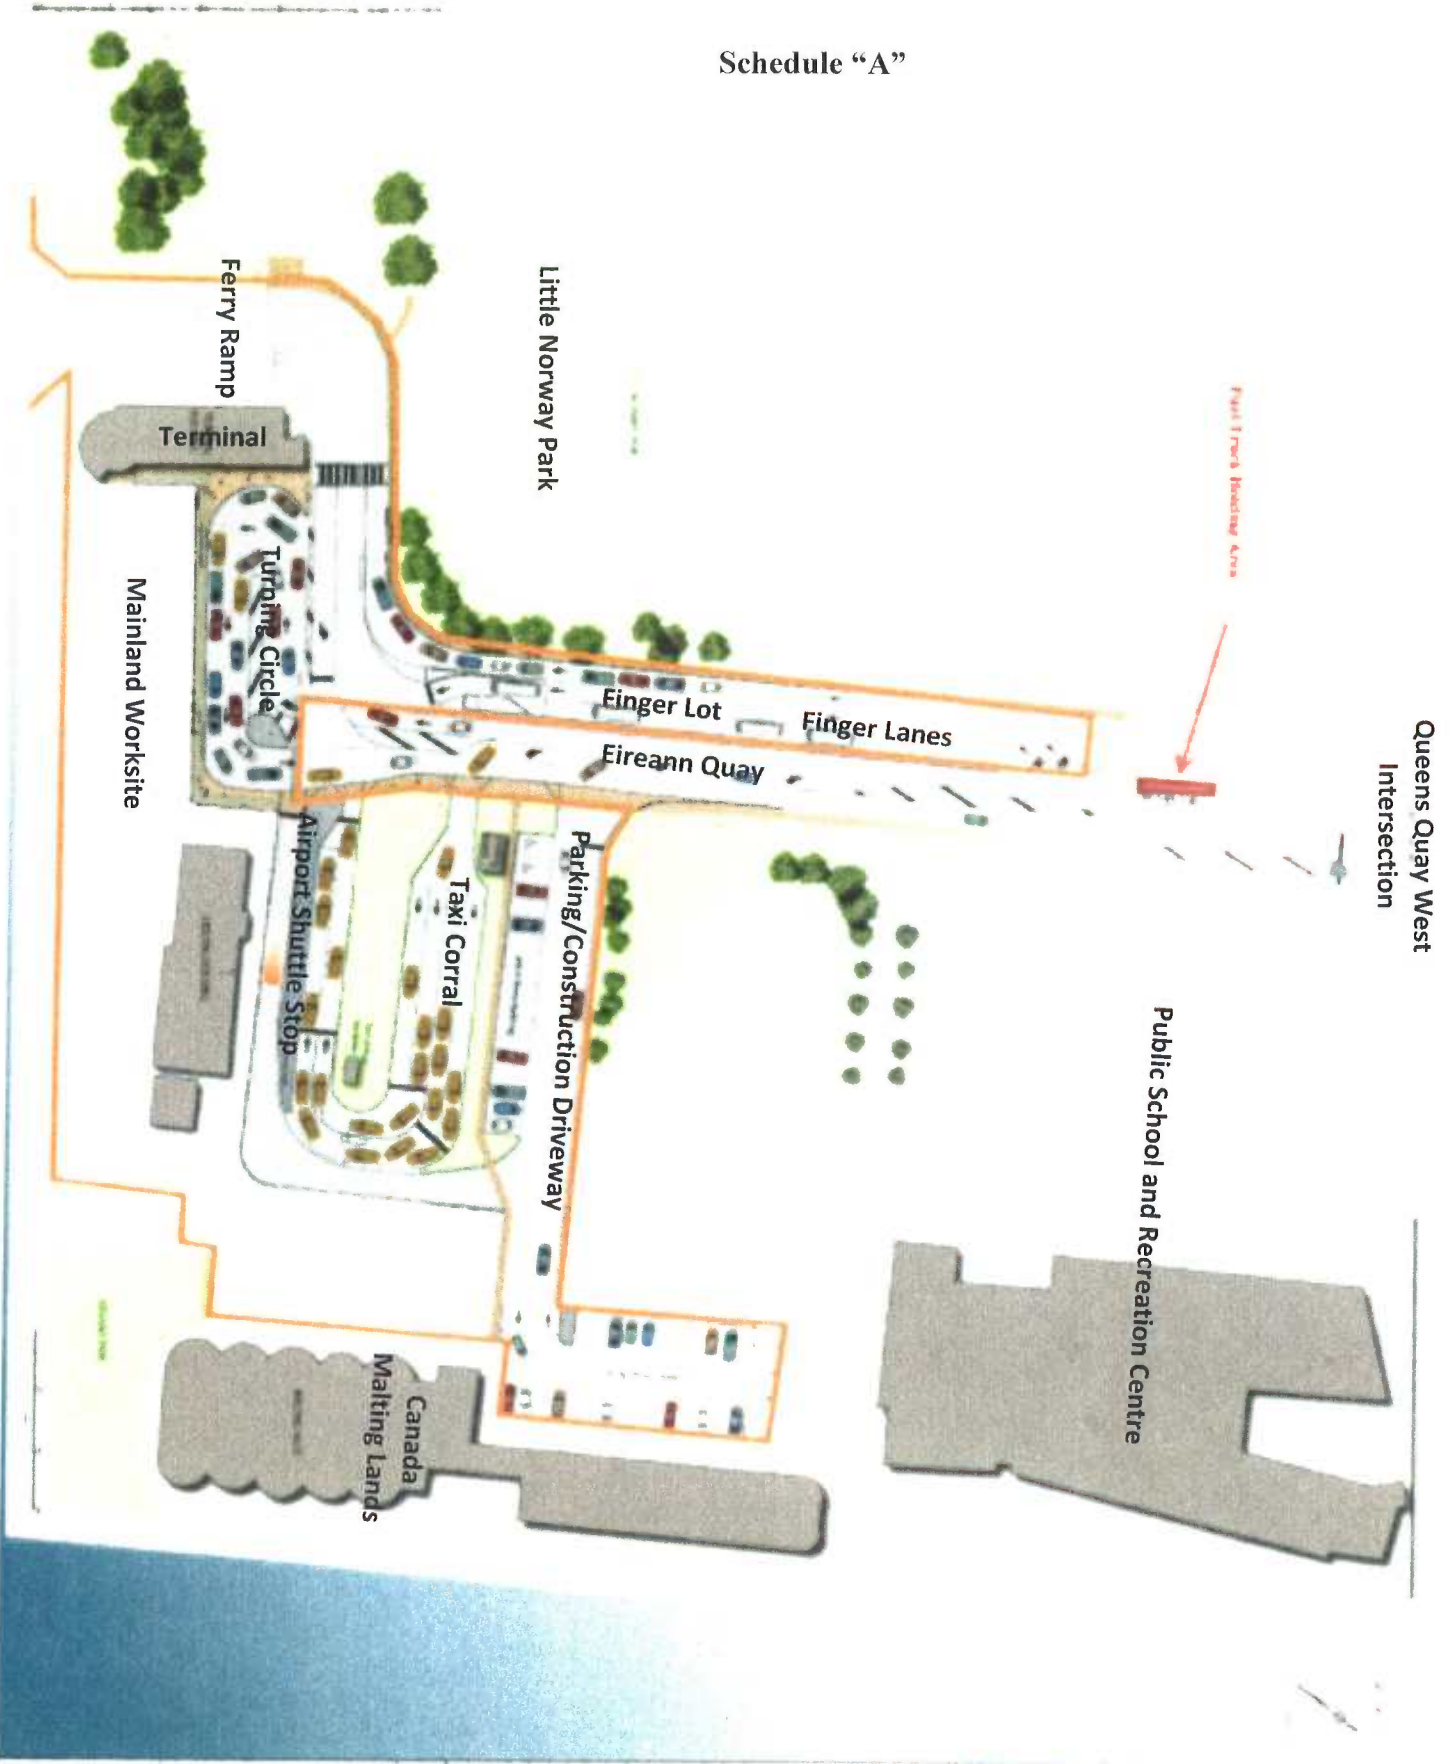 Schedule “A”
Queens Quay West
Intersection
Public School and Recreation Centre
Little Norway Park
Finger Lanes
Finger Lot
Eireann Quay
Parking/Construction Driveway
Taxi Corral
Airport Shuttle Stop
Turning Circle
Ferry Ramp
Terminal
Mainland Worksite
Canada
Malting Lands